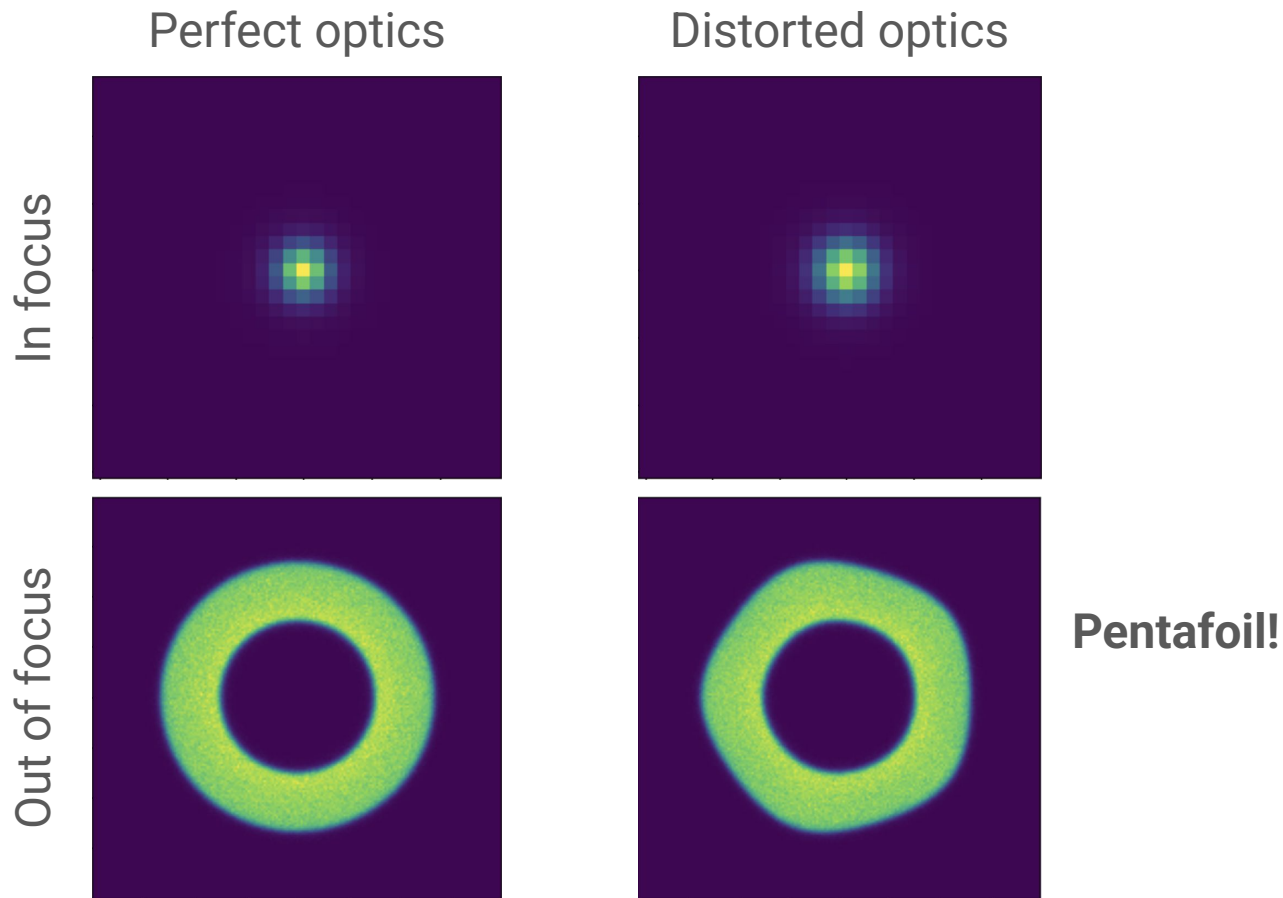 Perfect optics
Distorted optics
In focus
Out of focus
Pentafoil!